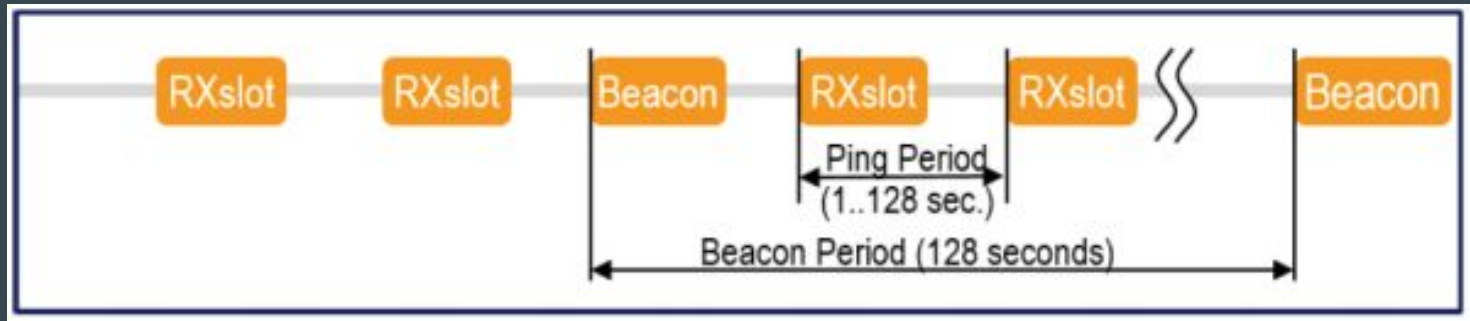 RXslot
RXslot
Beacon
RXslot
RXslot
Beacon
Ping Period
(1..128 sec.)
Beacon Period (128 seconds)